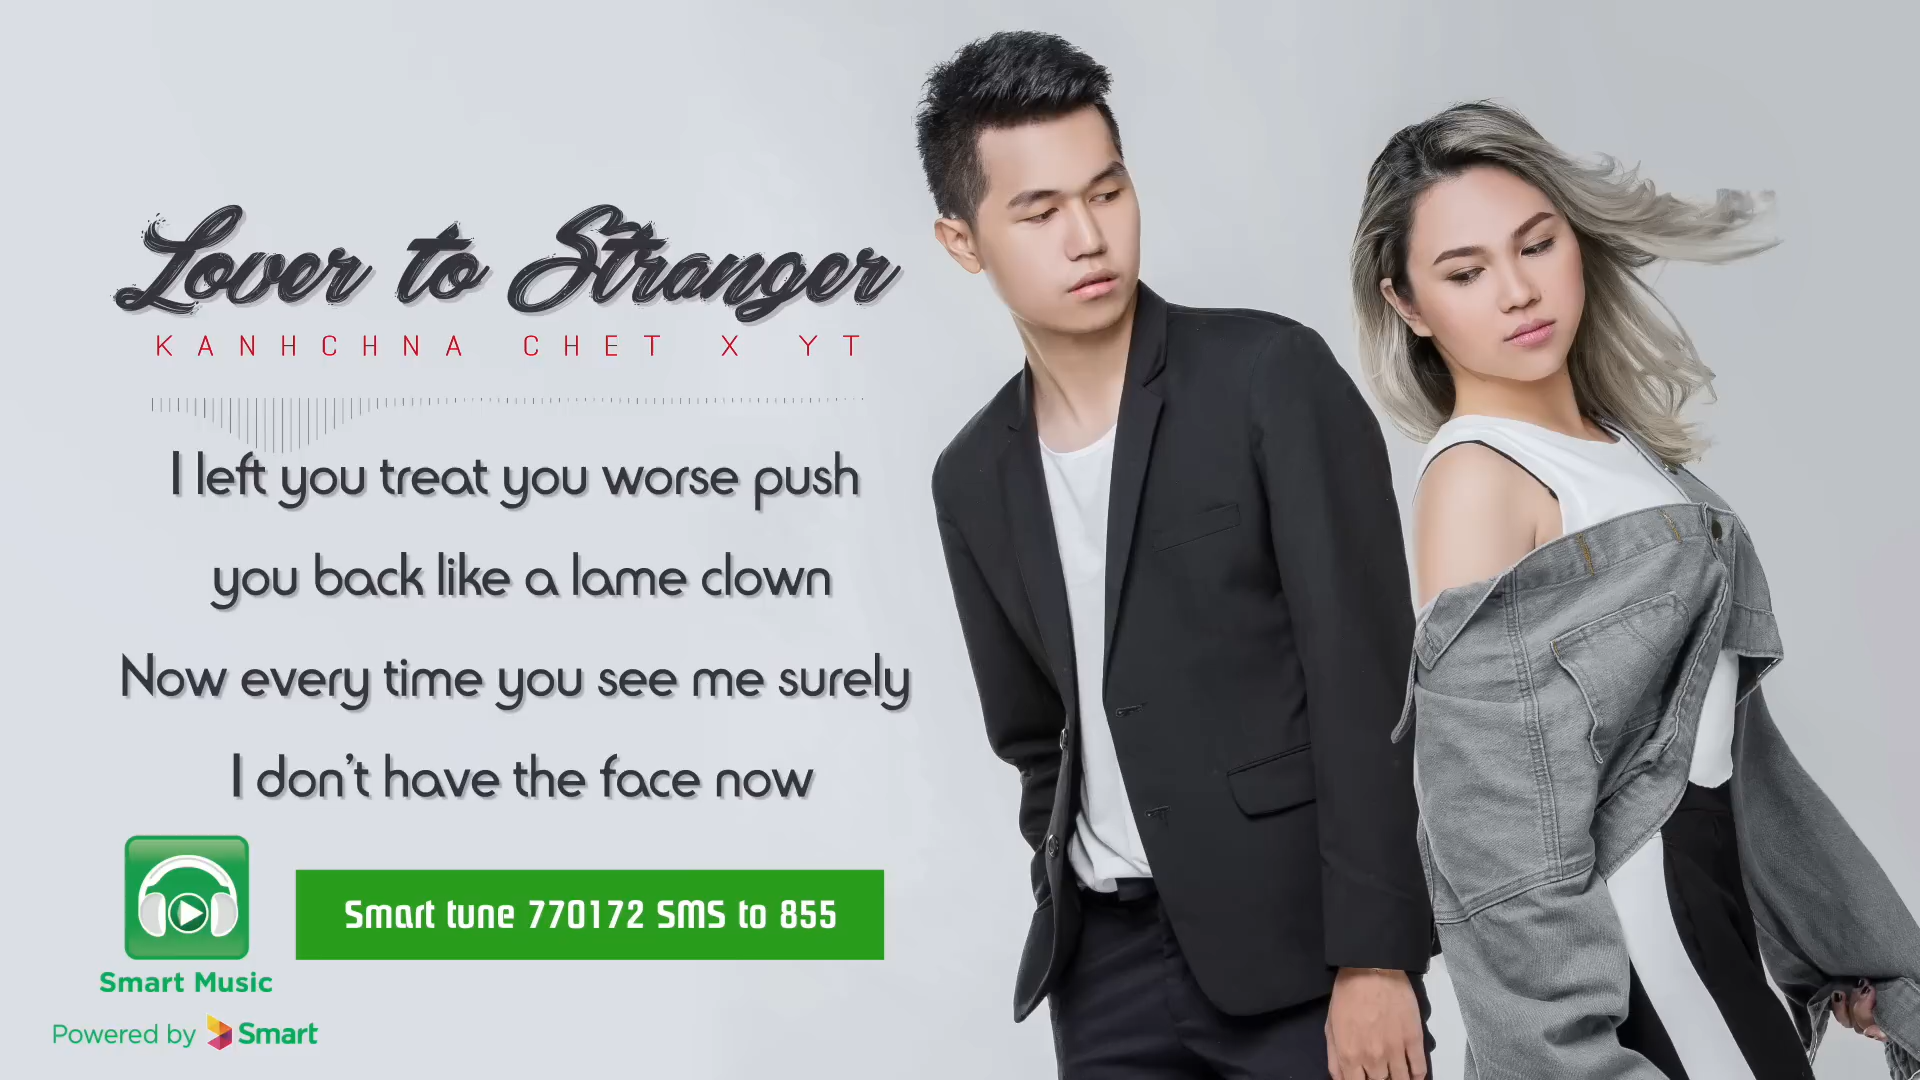 Lover to Stranger
KANHCHNA CHET X YT
I left you treat you worse push
you back like a lame clown
Now every time you see me surely
I don't have the face now
Smart tune 770172 SMS to 855
Smart Music
Powered by Smart